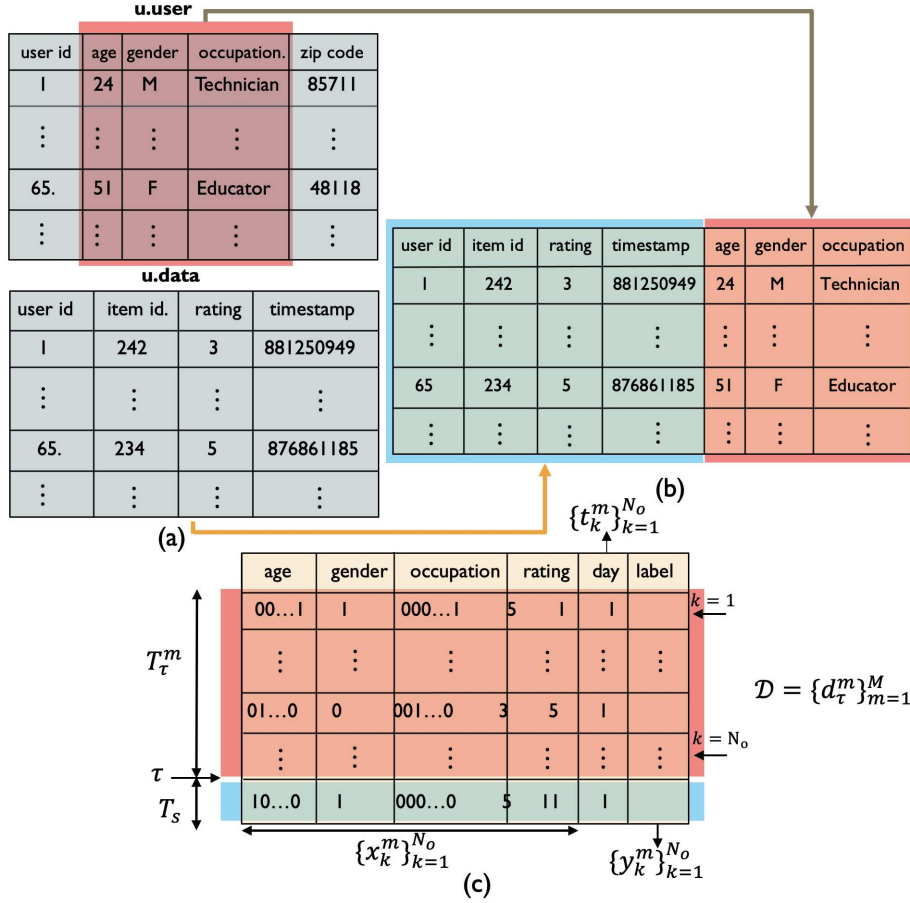 u.user
user id age gender occupation. zip code
1 24 M Technician 85711
⋮ ⋮ ⋮ ⋮ ⋮
65. 51 F Educator 48118
⋮ ⋮ ⋮ ⋮ ⋮
u.data
user id item id. rating timestamp
1 242 3 881250949
⋮ ⋮ ⋮ ⋮
65. 234 5 876861185
⋮ ⋮ ⋮ ⋮
(a)
user id item id rating timestamp age gender occupation
1 242 3 881250949 24 M Technician
⋮ ⋮ ⋮ ⋮ ⋮ ⋮ ⋮
65 234 5 876861185 51 F Educator
⋮ ⋮ ⋮ ⋮ ⋮ ⋮ ⋮
(b)
{t_k^m}_{k=1}^{N_o}
age gender occupation rating day label
00...1 1 000...1 5 1 1
k = 1
T_τ^m
⋮ ⋮ ⋮ ⋮ ⋮ ⋮
𝒟 = {d_τ^m}_{m=1}^M
01...0 0 001...0 3 5 1
⋮ ⋮ ⋮ ⋮ ⋮ ⋮
k = N_o
τ
T_s
10...0 1 000...0 5 11 1
{x_k^m}_{k=1}^{N_o}
{y_k^m}_{k=1}^{N_o}
(c)